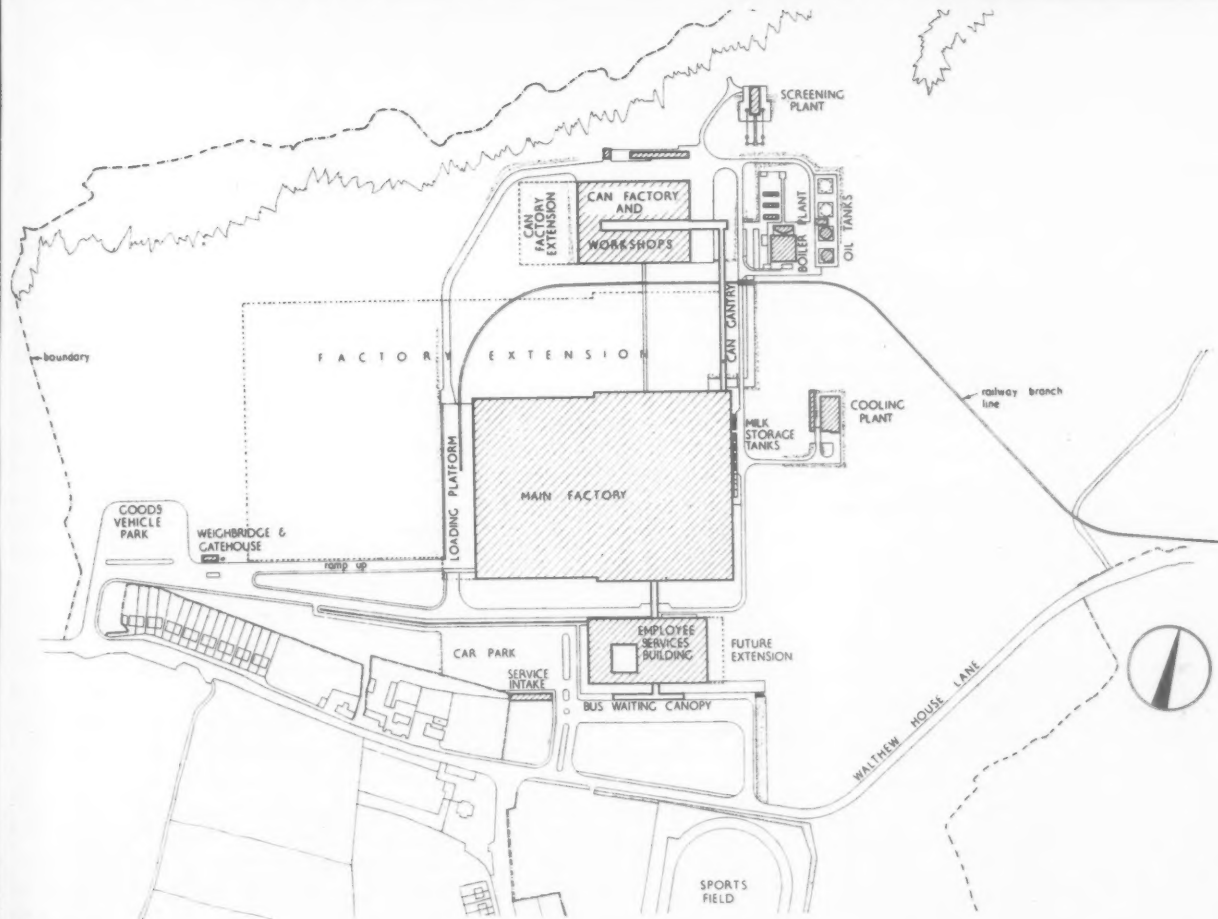 SCREENING
PLANT
CAN FACTORY
AND
WORKSHOPS
CAN
FACTORY
EXTENSION
BOILER PLANT
OIL TANKS
CAN GANTRY
boundary
FACTORY EXTENSION
railway branch
line
COOLING
PLANT
MILK
STORAGE
TANKS
LOADING PLATFORM
MAIN FACTORY
GOODS
VEHICLE
PARK
WEIGHBRIDGE &
GATEHOUSE
ramp up
EMPLOYEE
SERVICES
BUILDING
FUTURE
EXTENSION
CAR PARK
SERVICE
INTAKE
BUS WAITING CANOPY
WALTHEW HOUSE LANE
SPORTS
FIELD